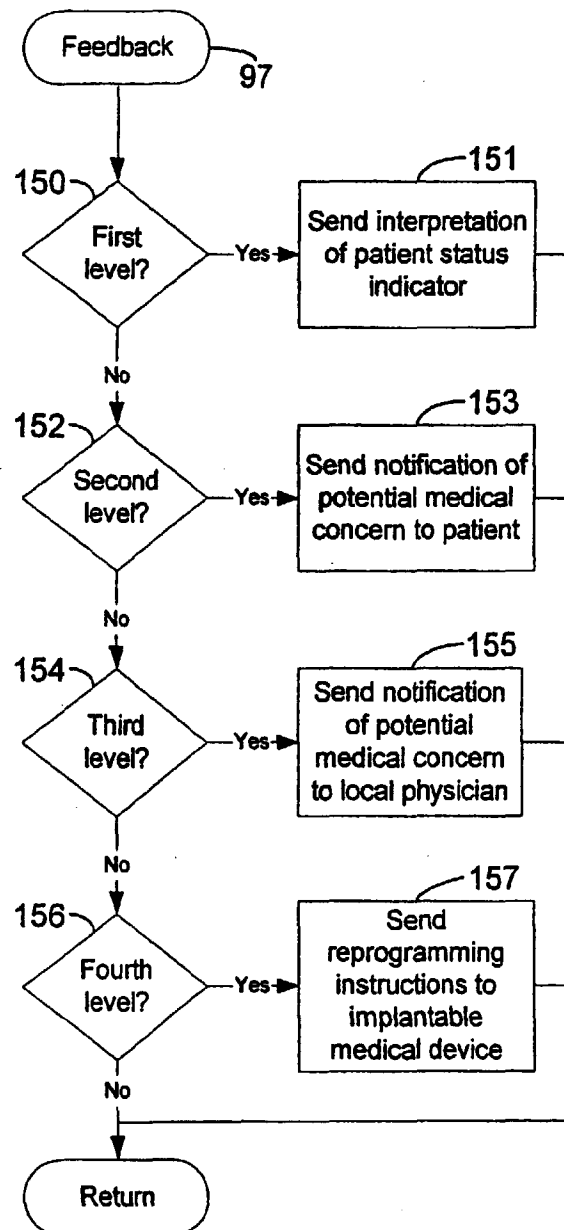 Feedback
97
150
First
level?
Yes
151
Send interpretation
of patient status
indicator
No
152
Second
level?
Yes
153
Send notification of
potential medical
concern to patient
No
154
Third
level?
Yes
155
Send notification
of potential
medical concern
to local physician
No
156
Fourth
level?
Yes
157
Send
reprogramming
instructions to
implantable
medical device
No
Return